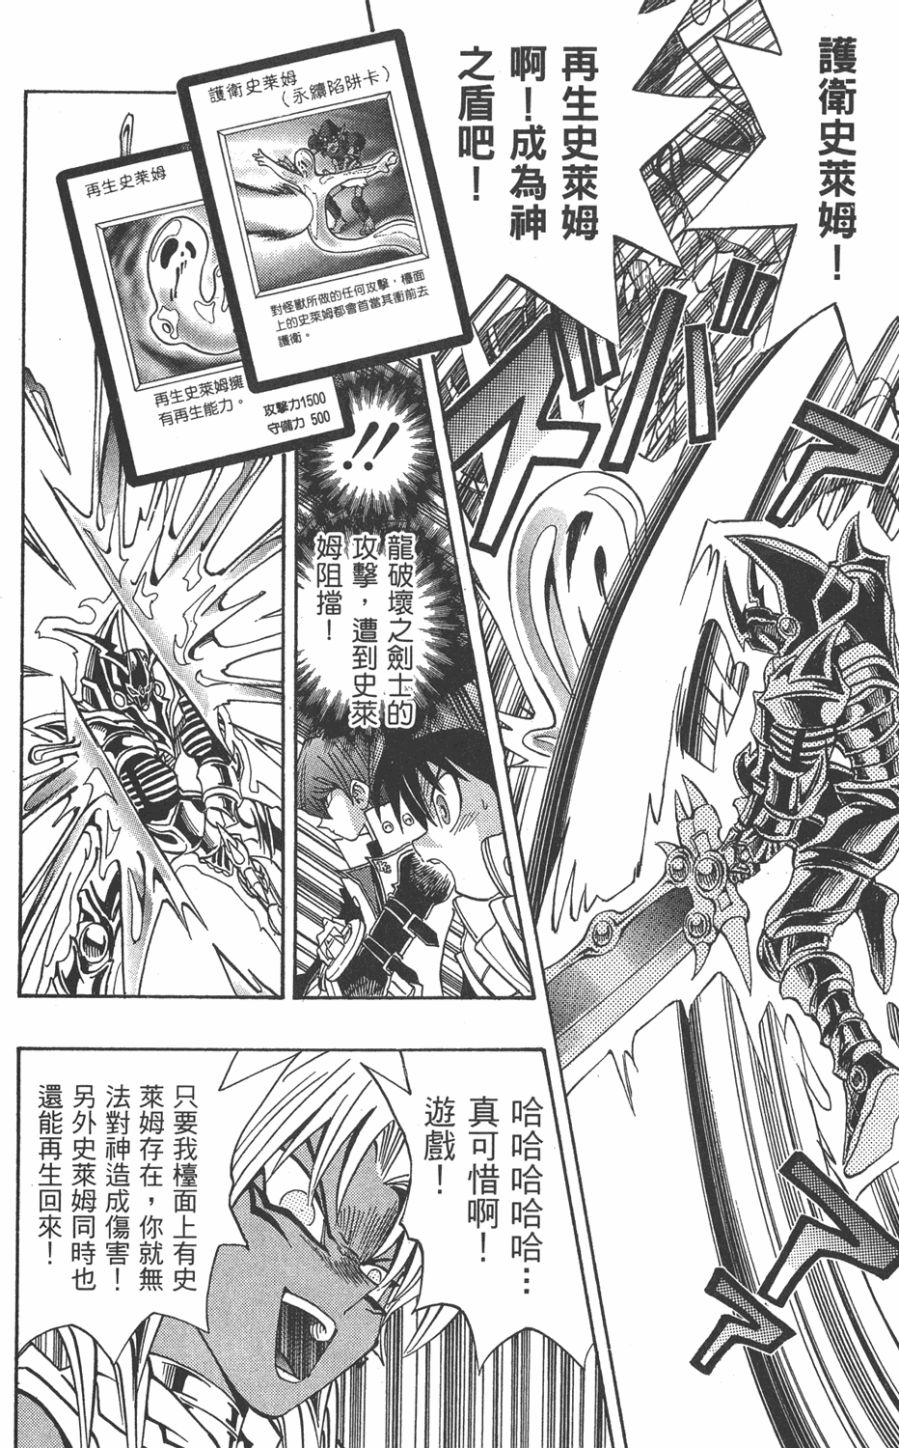 護衛史萊姆！
再生史萊姆
啊！成為神
之盾吧！
護衛史萊姆
（永續陷阱卡）
對怪獸所做的任何攻擊，檯面
上的史萊姆都會首當其衝前去
護衛。
再生史萊姆
再生史萊姆擁
有再生能力。
攻擊力1500
守備力 500
ズバッ
!!
龍破壞之劍士的
攻擊，遭到史萊
姆阻擋！
哈哈哈哈哈…
真可惜啊！
遊戲！
只要我檯面上有史
萊姆存在，你就無
法對神造成傷害！
另外史萊姆同時也
還能再生回來！